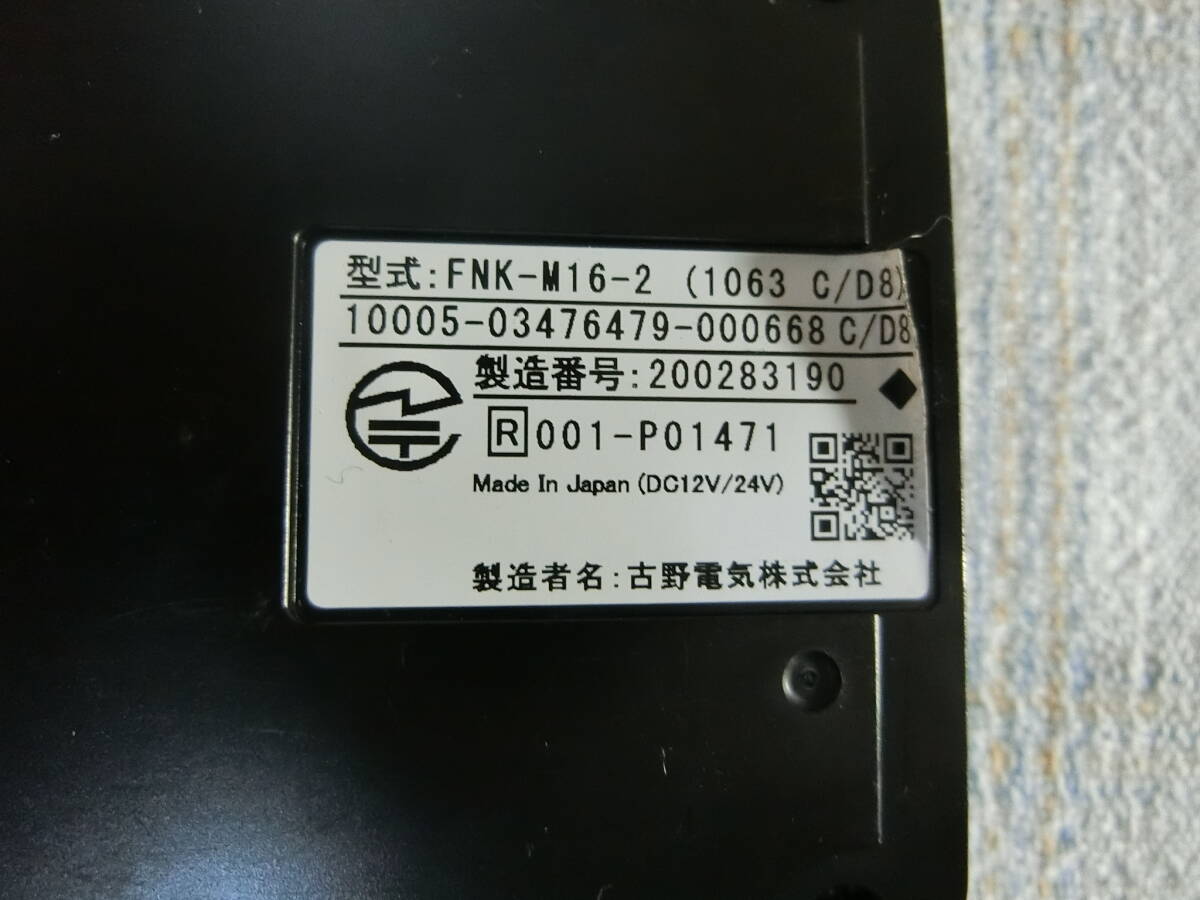 型式:FNK-M16-2 (1063 C/D8)
10005-03476479-000668 C/D8
製造番号:200283190
R 001-P01471
Made In Japan (DC12V/24V)
製造者名:古野電気株式会社